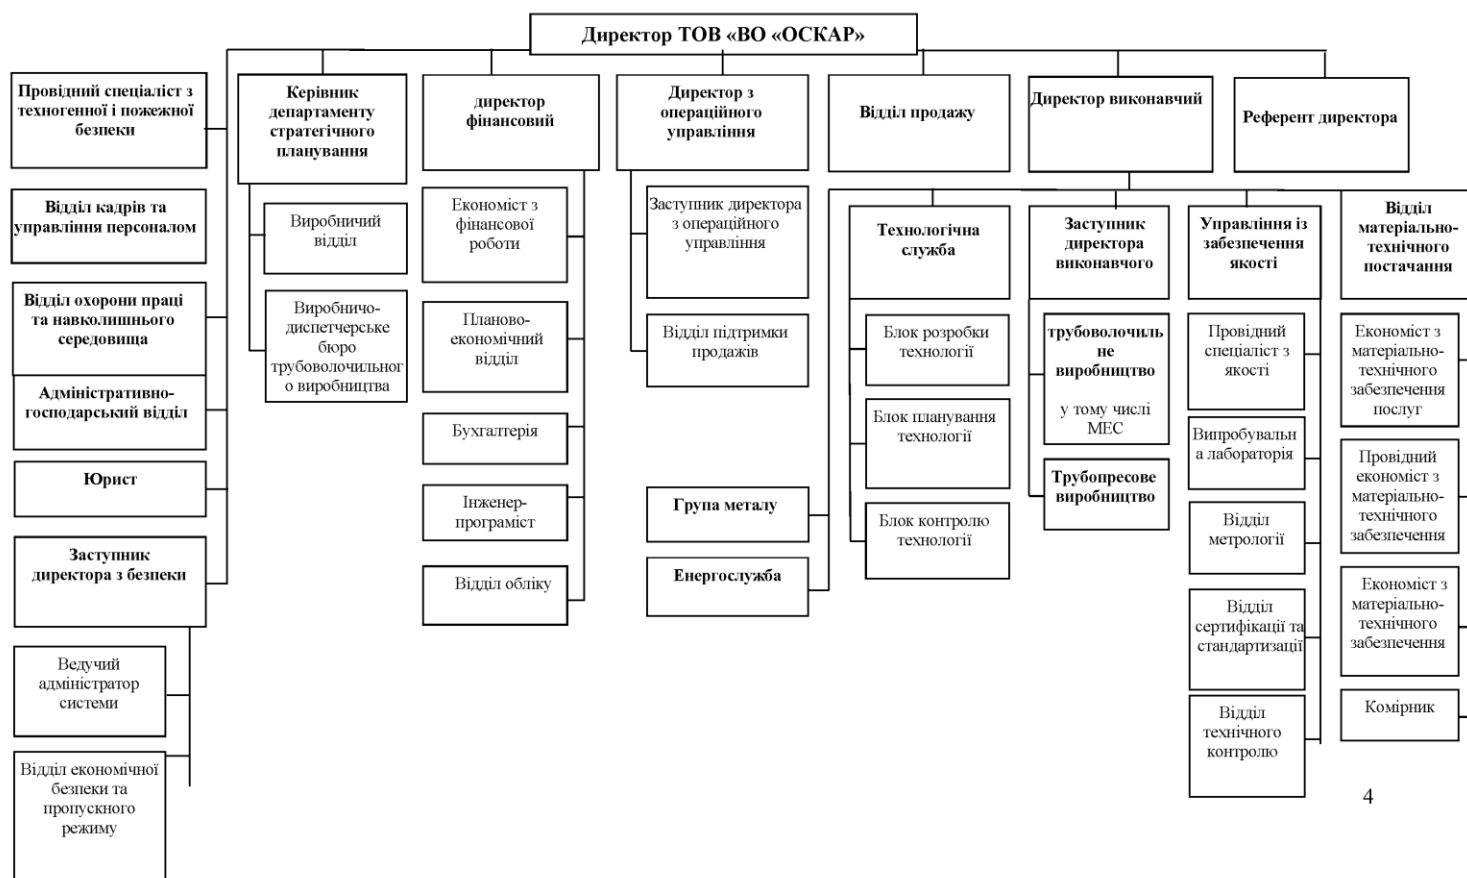 Директор ТОВ «ВО «ОСКАР»
Провідний спеціаліст з
техногенної і пожежної
безпеки
Відділ кадрів та
управління персоналом
Відділ охорони праці
та навколишнього
середовища
Адміністративно-
господарський відділ
Юрист
Заступник
директора з безпеки
Ведучий
адміністратор
системи
Відділ економічної
безпеки та
пропускного
режиму
Керівник
департаменту
стратегічного
планування
Виробничий
відділ
Виробничо-
диспетчерське
бюро
трубоволочильног
о виробництва
директор
фінансовий
Економіст з
фінансової
роботи
Планово-
економічний
відділ
Бухгалтерія
Інженер-
програміст
Відділ обліку
Директор з
операційного
управління
Заступник директора
з операційного
управління
Відділ підтримки
продажів
Група металу
Енергослужба
Відділ продажу
Директор виконавчий
Референт директора
Технологічна
служба
Блок розробки
технології
Блок планування
технології
Блок контролю
технології
Заступник
директора
виконавчого
трубоволочиль
не
виробництво
у тому числі
МЕС
Трубопресове
виробництво
Управління із
забезпечення
якості
Провідний
спеціаліст з
якості
Випробувальн
а лабораторія
Відділ
метрології
Відділ
сертифікації та
стандартизації
Відділ
технічного
контролю
Відділ
матеріально-
технічного
постачання
Економіст з
матеріально-
технічного
забезпечення
послуг
Провідний
економіст з
матеріально-
технічного
забезпечення
Економіст з
матеріально-
технічного
забезпечення
Комірник
4